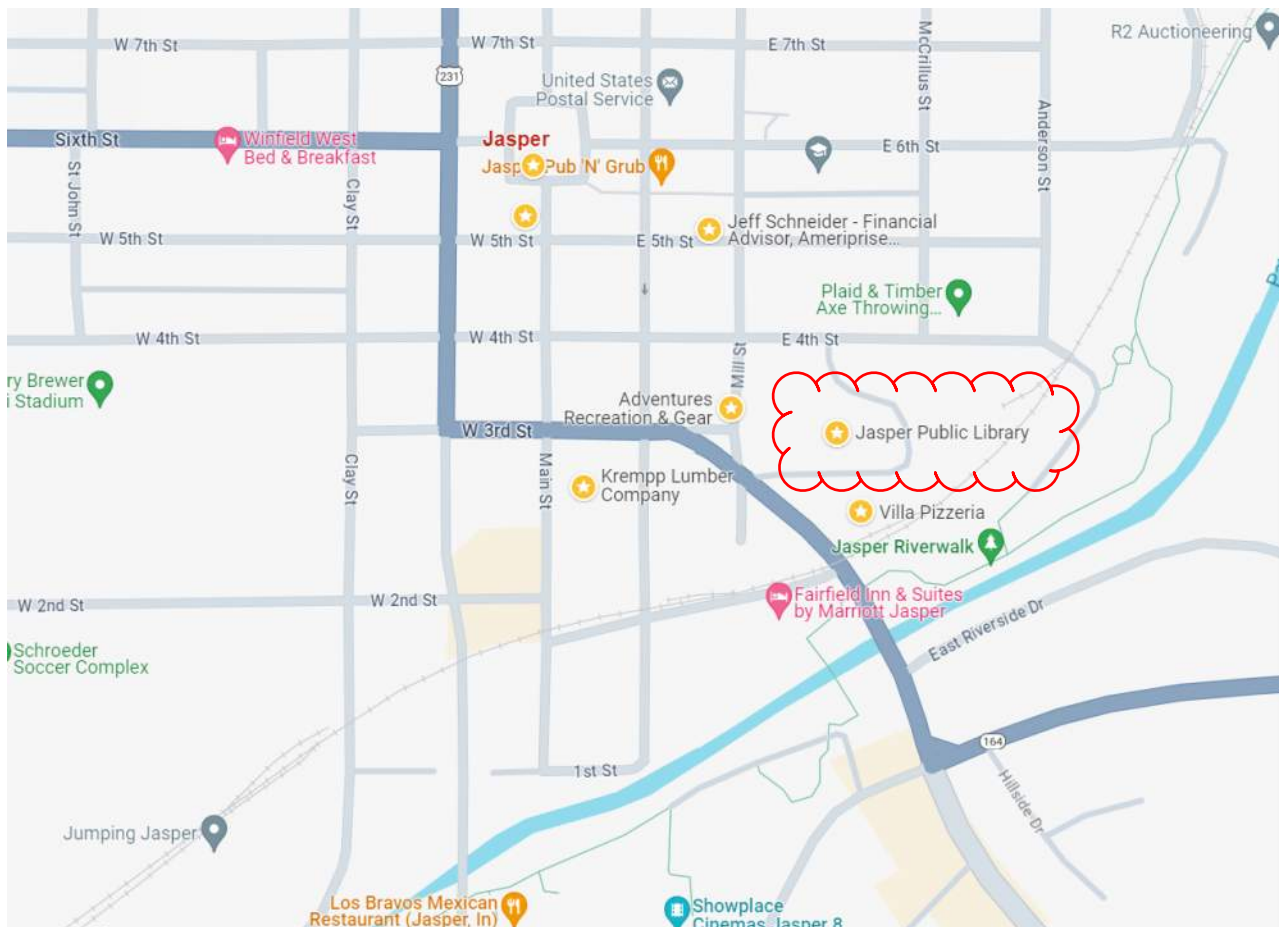 W 7th St
W 7th St
E 7th St
McCrillus St
R2 Auctioneering
231
United States
Postal Service
Anderson St
Sixth St
Winfield West
Bed & Breakfast
Jasper
Jasp Pub 'N' Grub
E 6th St
St John St
Clay St
W 5th St
W 5th St
E 5th St
Jeff Schneider - Financial
Advisor, Ameriprise...
Plaid & Timber
Axe Throwing...
W 4th St
W 4th St
E 4th St
Mill St
ry Brewer
i Stadium
Adventures
Recreation & Gear
W 3rd St
Jasper Public Library
Clay St
Main St
Krempp Lumber
Company
Villa Pizzeria
Jasper Riverwalk
W 2nd St
W 2nd St
Fairfield Inn & Suites
by Marriott Jasper
East Riverside Dr
Schroeder
Soccer Complex
164
1st St
Hillside Dr
Jumping Jasper
Los Bravos Mexican
Restaurant (Jasper, In)
Showplace
Cinemas Jasper 8